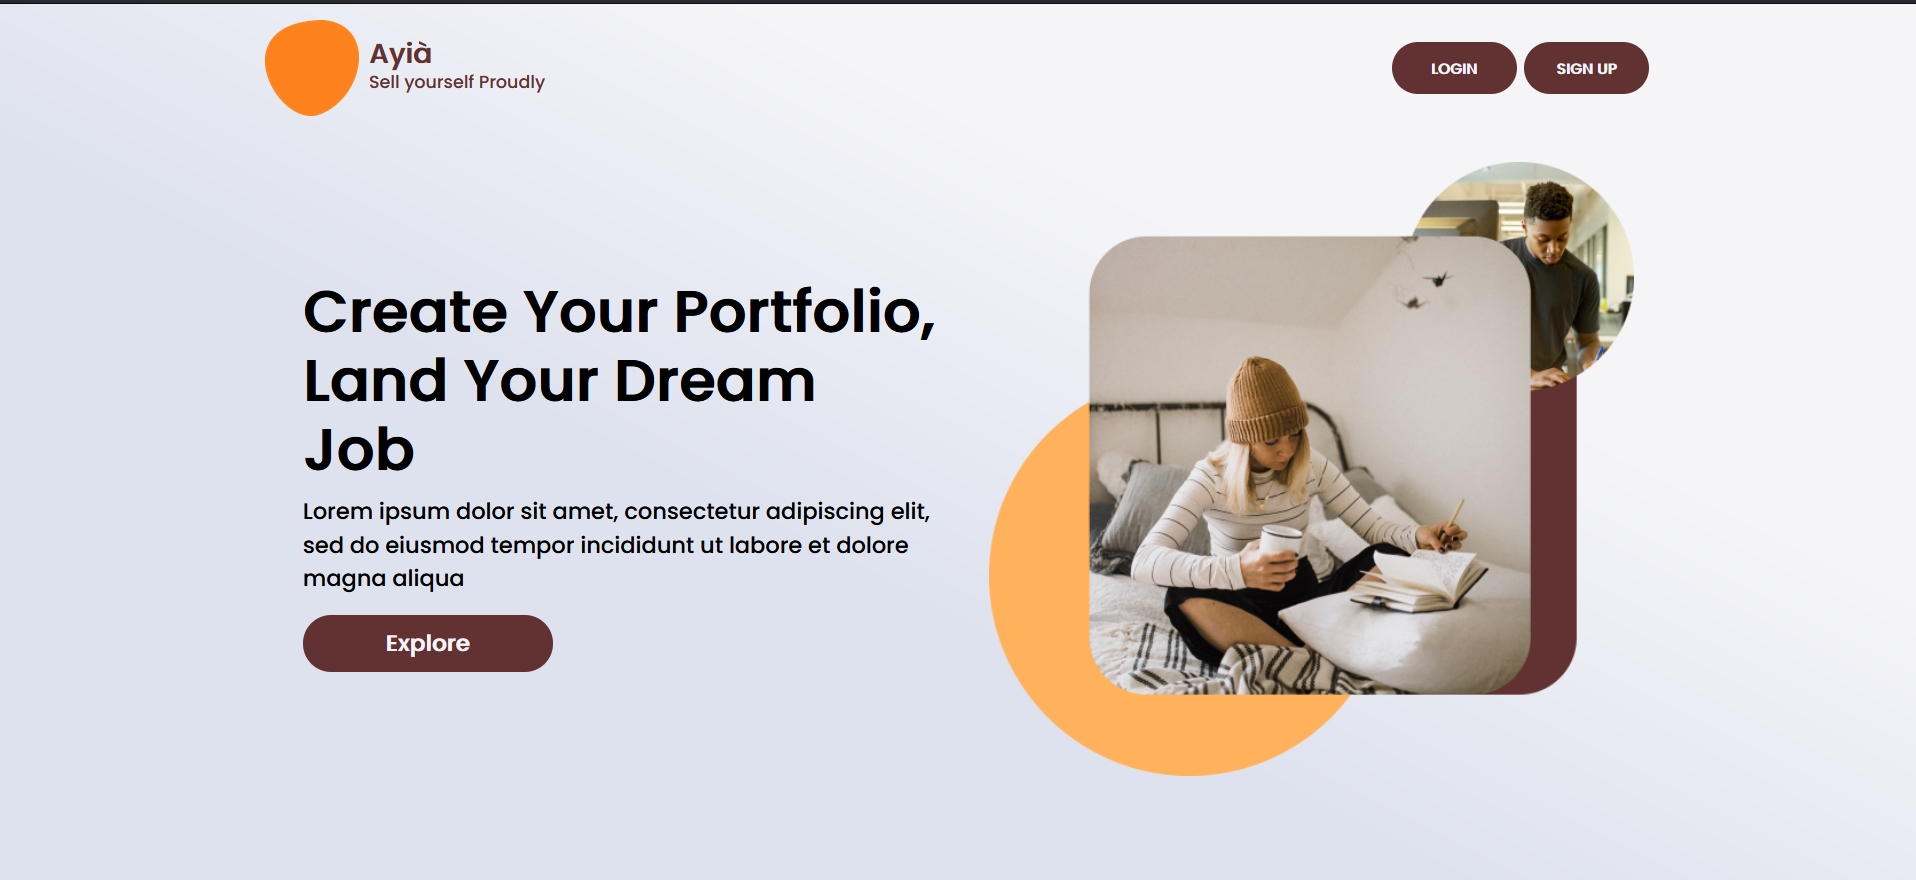 Ayià
Sell yourself Proudly
LOGIN
SIGN UP
Create Your Portfolio,
Land Your Dream
Job
Lorem ipsum dolor sit amet, consectetur adipiscing elit,
sed do eiusmod tempor incididunt ut labore et dolore
magna aliqua
Explore